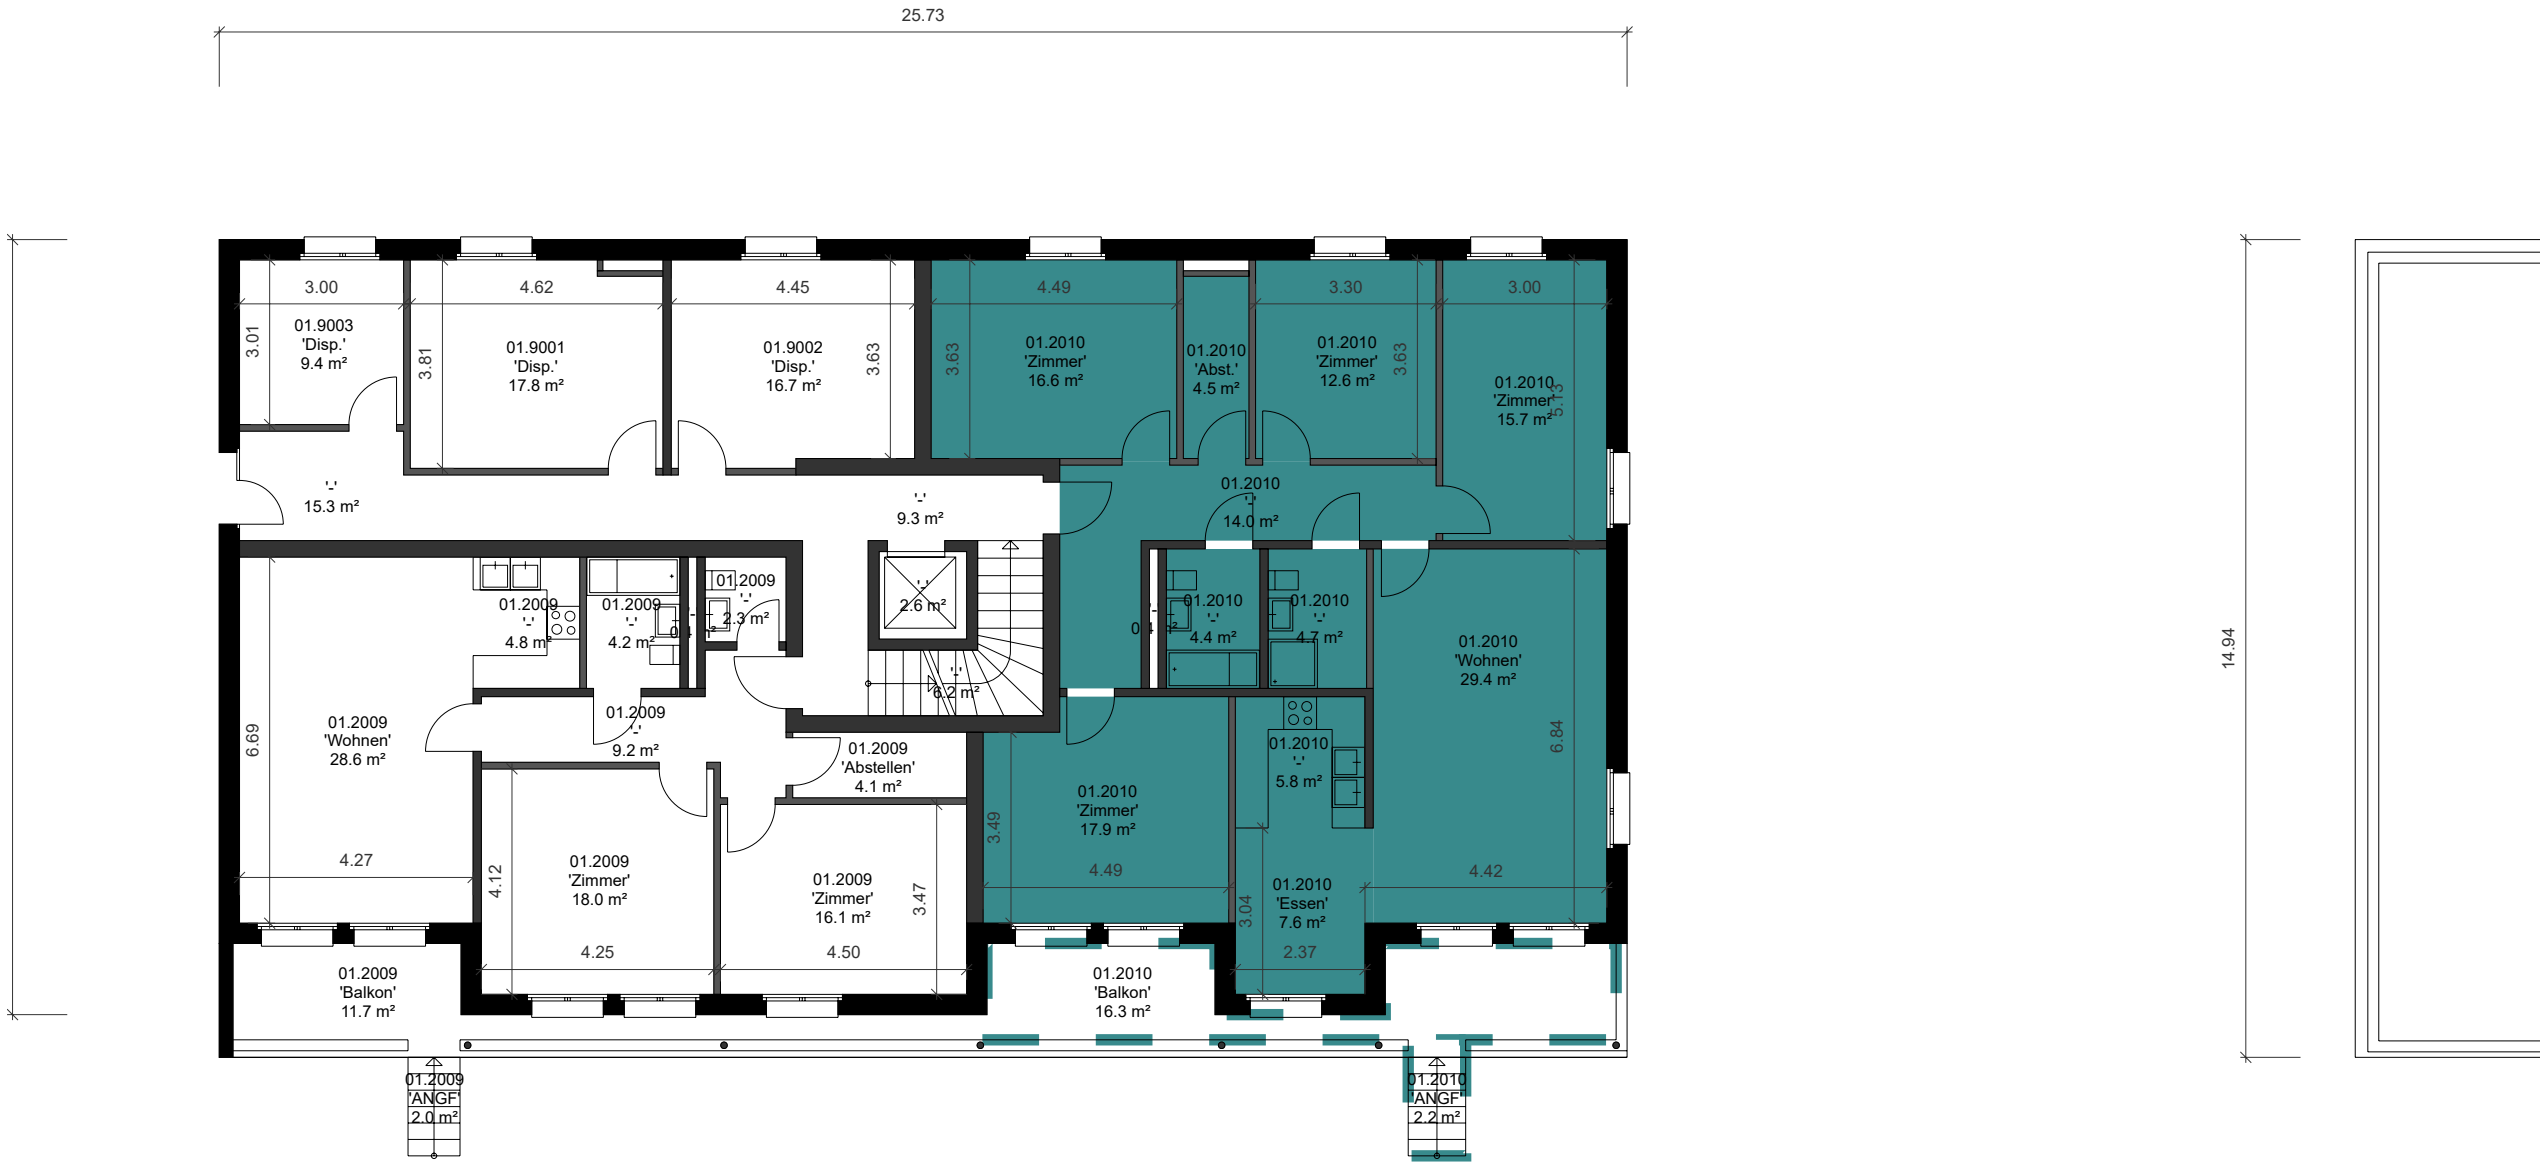 25.73
3.00
4.62
4.45
4.49
3.30
3.00
3.01
01.9003
'Disp.'
9.4 m²
3.81
01.9001
'Disp.'
17.8 m²
01.9002
'Disp.'
16.7 m²
3.63
3.63
01.2010
'Zimmer'
16.6 m²
01.2010
'Abst.'
4.5 m²
01.2010
'Zimmer'
12.6 m²
3.63
01.2010
'Zimmer'
15.7 m²
5.13
'-'
15.3 m²
'-'
9.3 m²
01.2010
'-'
14.0 m²
01.2009
'-'
4.8 m²
01.2009
'-'
4.2 m²
'-'
0.4 m²
01.2009
'-'
2.3 m²
'-'
2.6 m²
'-'
6.2 m²
'-'
0.4 m²
01.2010
'-'
4.4 m²
01.2010
'-'
4.7 m²
01.2010
'Wohnen'
29.4 m²
14.94
6.69
01.2009
'Wohnen'
28.6 m²
4.27
01.2009
'-'
9.2 m²
01.2009
'Abstellen'
4.1 m²
01.2010
'-'
5.8 m²
6.84
01.2010
'Zimmer'
17.9 m²
3.49
4.49
4.12
01.2009
'Zimmer'
18.0 m²
4.25
01.2009
'Zimmer'
16.1 m²
3.47
4.50
01.2010
'Essen'
7.6 m²
3.04
2.37
4.42
01.2009
'Balkon'
11.7 m²
01.2010
'Balkon'
16.3 m²
01.2009
'ANGF'
2.0 m²
01.2010
'ANGF'
2.2 m²